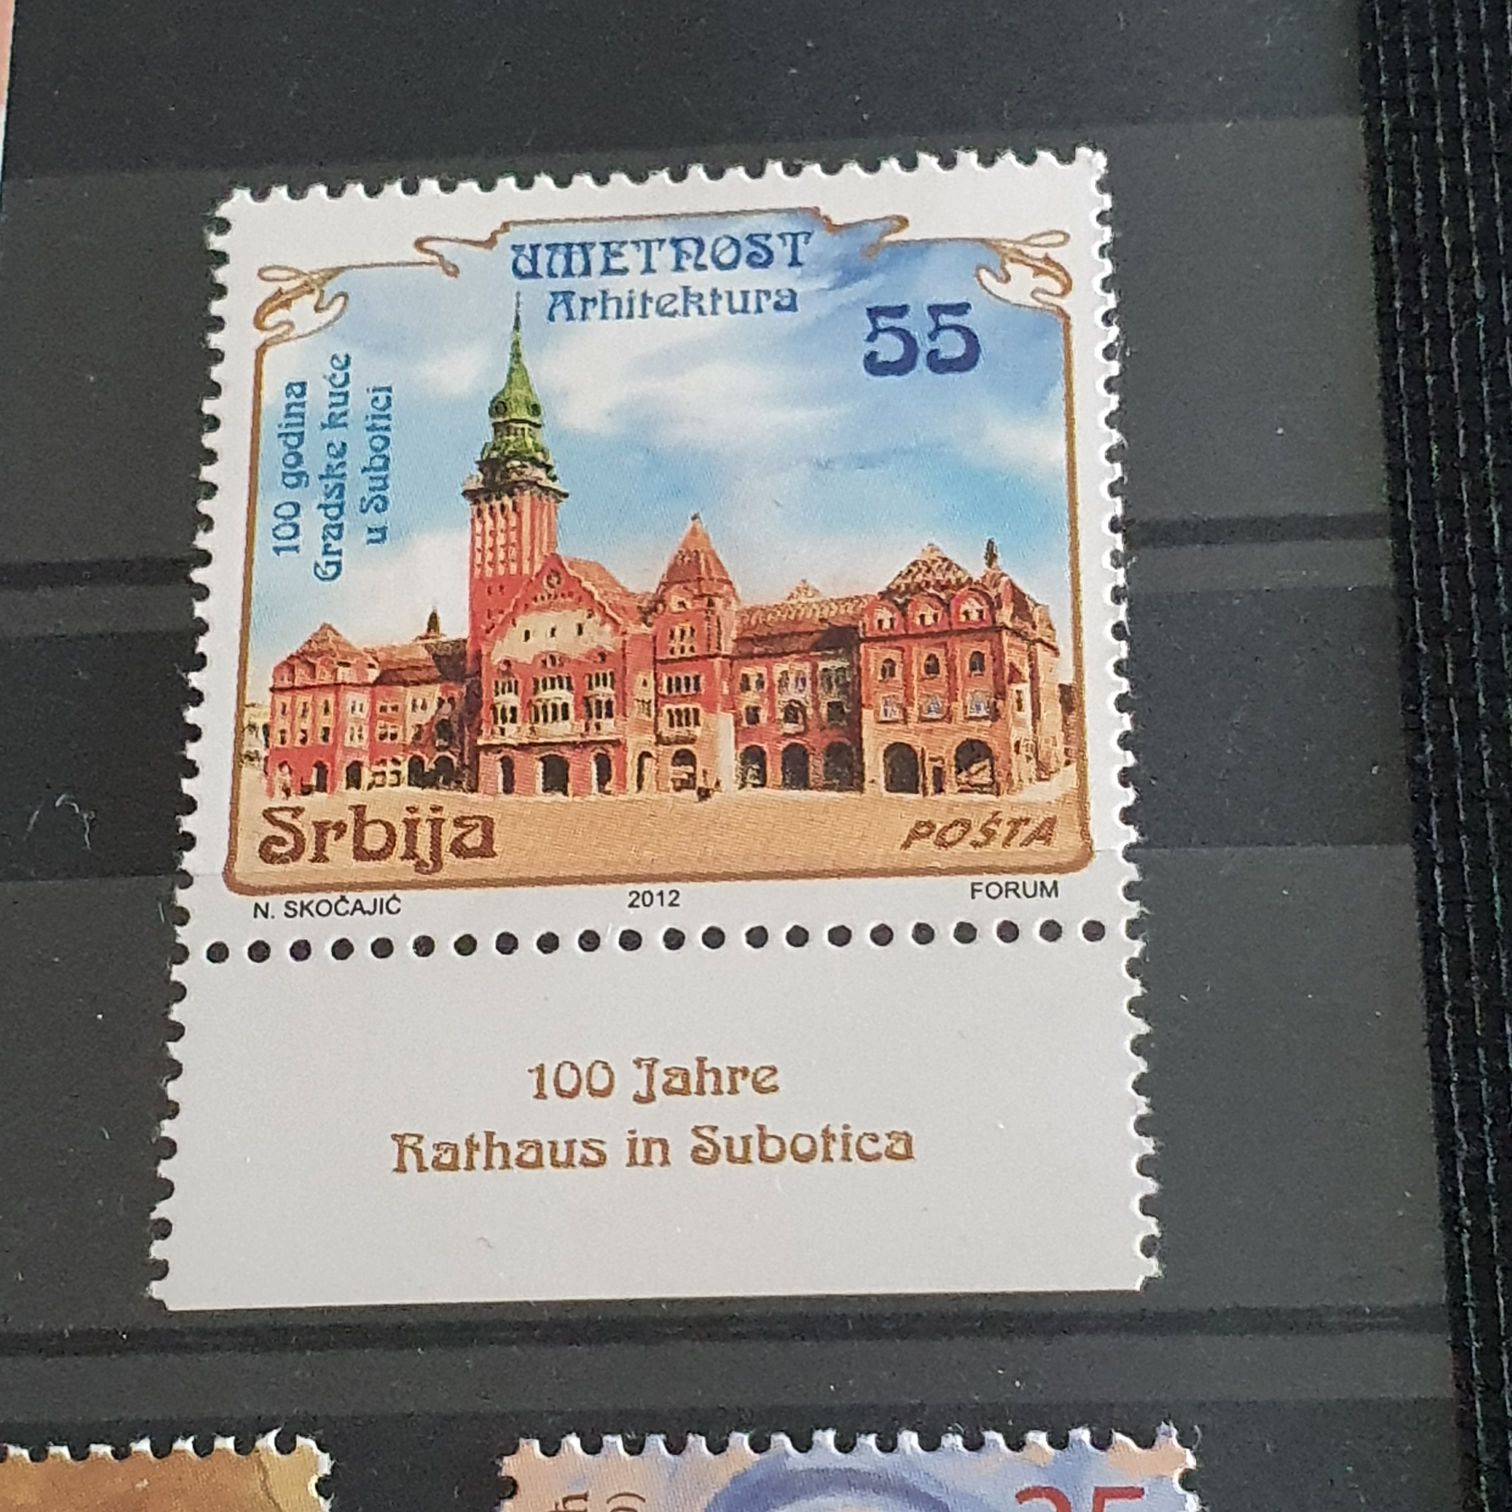 UMETNOST
Arhitektura
55
100 godina
Gradske kuće
u Subotici
Srbija
POŠTA
N. SKOČAJIĆ
2012
FORUM
100 Jahre
Rathaus in Subotica